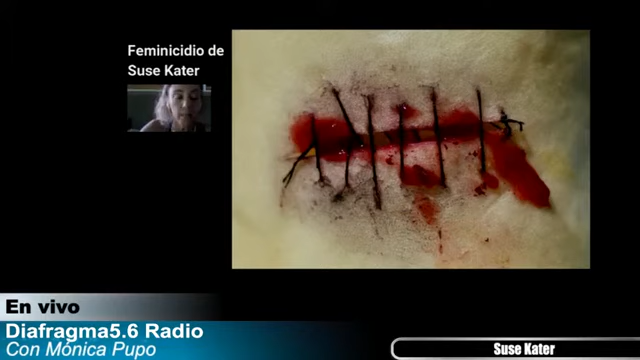 Feminicidio de
Suse Kater
En vivo
Diafragma5.6 Radio
Con Mónica Pupo
Suse Kater